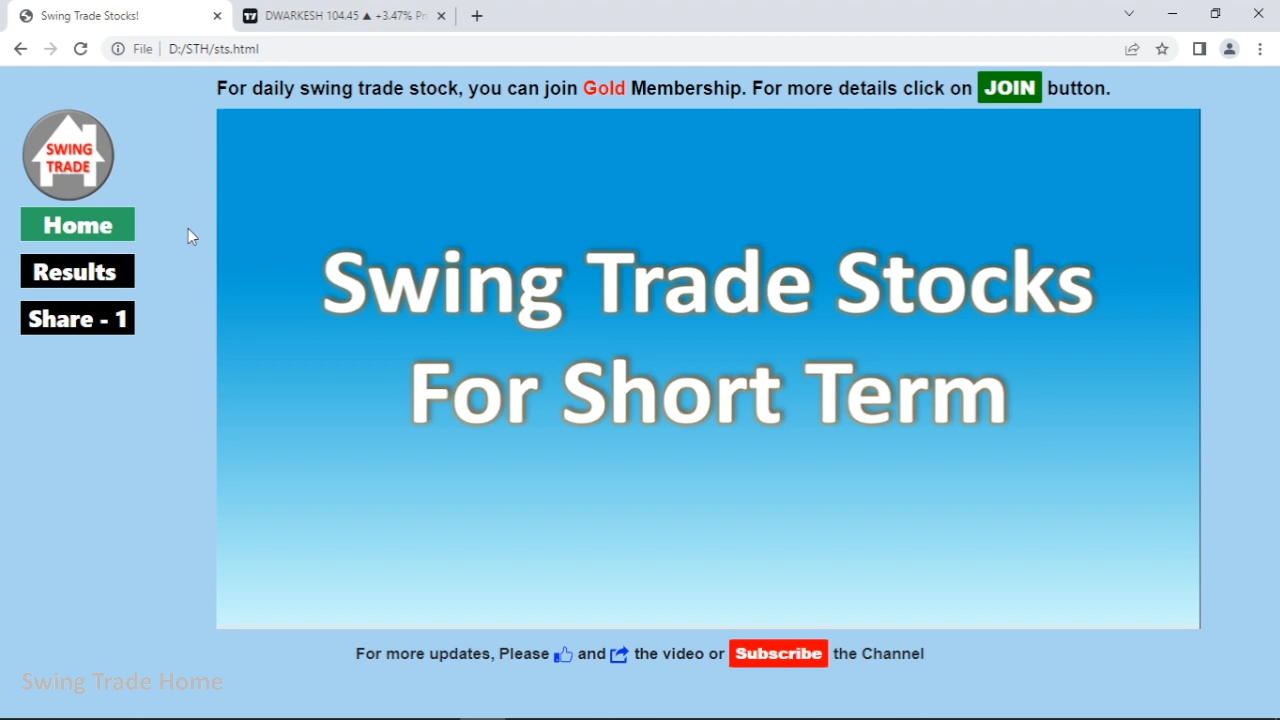 Swing Trade Stocks!
DWARKESH 104.45 ▲ +3.47%
File
D:/STH/sts.html
For daily swing trade stock, you can join Gold Membership. For more details click on JOIN button.
SWING
TRADE
Home
Results
Share - 1
Swing Trade Stocks
For Short Term
For more updates, Please and the video or Subscribe the Channel
Swing Trade Home